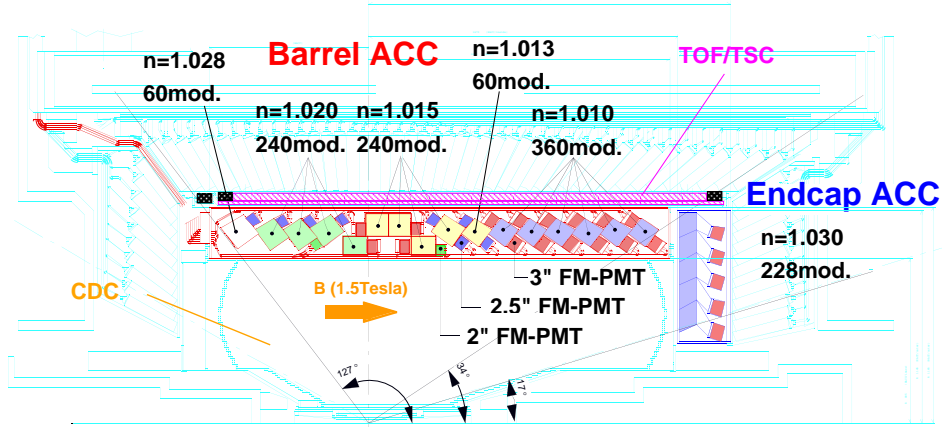 Barrel ACC
n=1.028
60mod.
n=1.013
60mod.
TOF/TSC
n=1.020
240mod.
n=1.015
240mod.
n=1.010
360mod.
Endcap ACC
n=1.030
228mod.
3" FM-PMT
CDC
B (1.5Tesla)
2.5" FM-PMT
2" FM-PMT
127°
34°
17°